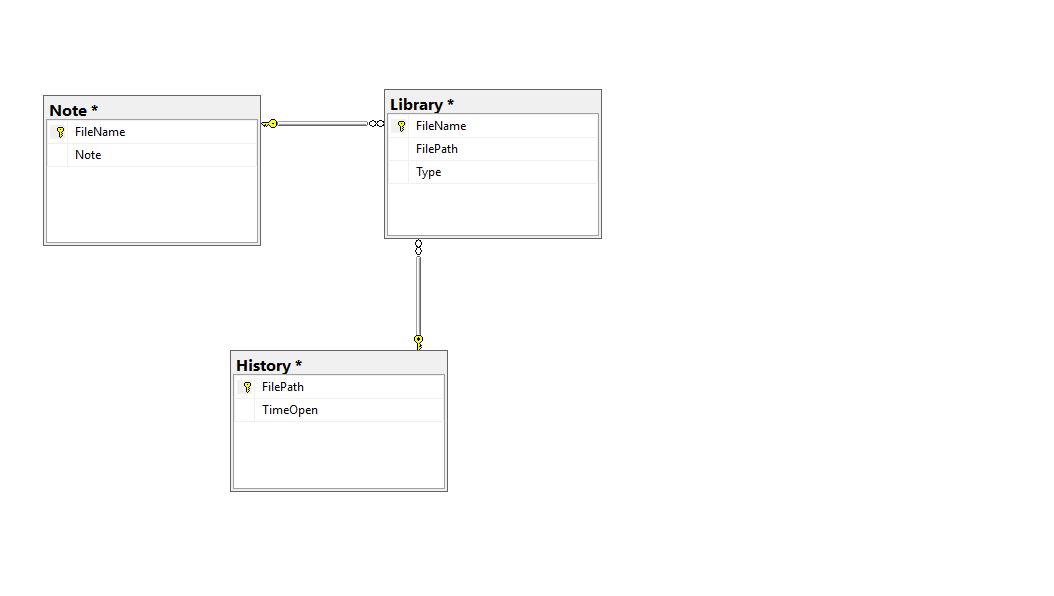 Note *
FileName
Note
Library *
FileName
FilePath
Type
History *
FilePath
TimeOpen